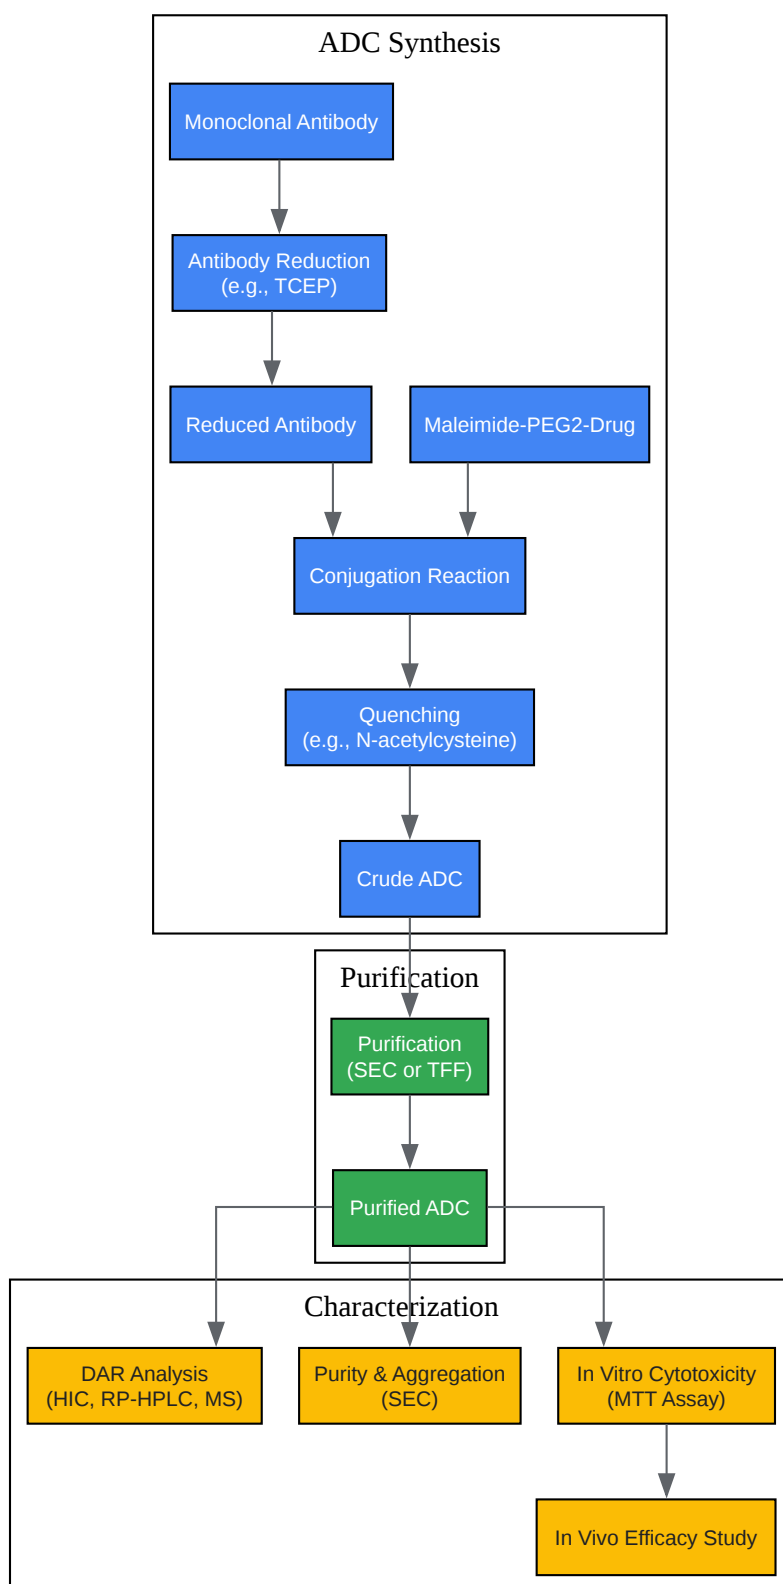 ADC Synthesis
Monoclonal Antibody
Antibody Reduction
(e.g., TCEP)
Reduced Antibody
Maleimide-PEG2-Drug
Conjugation Reaction
Quenching
(e.g., N-acetylcysteine)
Crude ADC
Purification
Purification
(SEC or TFF)
Purified ADC
Characterization
DAR Analysis
(HIC, RP-HPLC, MS)
Purity & Aggregation
(SEC)
In Vitro Cytotoxicity
(MTT Assay)
In Vivo Efficacy Study